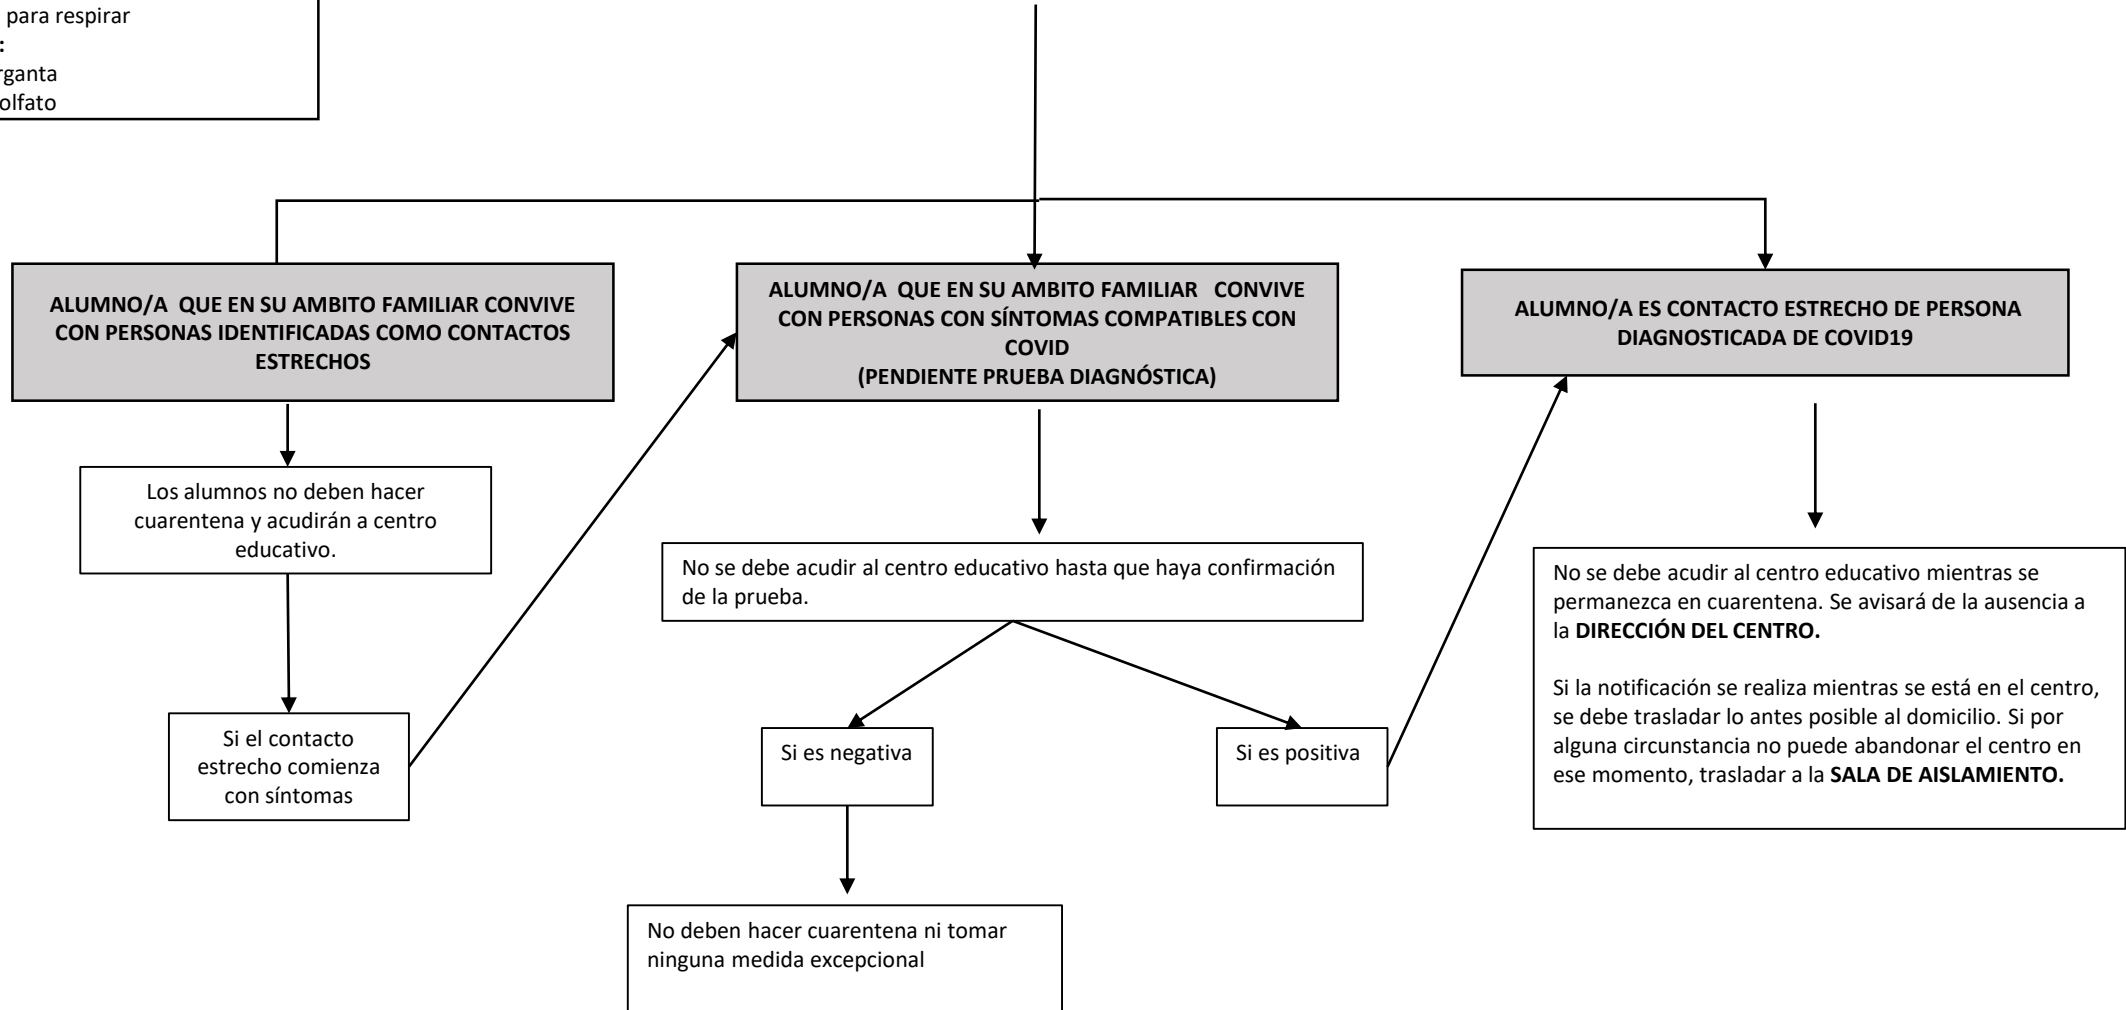 para respirar
:
rganta
olfato
ALUMNO/A QUE EN SU AMBITO FAMILIAR CONVIVE
CON PERSONAS IDENTIFICADAS COMO CONTACTOS
ESTRECHOS
ALUMNO/A QUE EN SU AMBITO FAMILIAR CONVIVE
CON PERSONAS CON SÍNTOMAS COMPATIBLES CON
COVID
(PENDIENTE PRUEBA DIAGNÓSTICA)
ALUMNO/A ES CONTACTO ESTRECHO DE PERSONA
DIAGNOSTICADA DE COVID19
Los alumnos no deben hacer
cuarentena y acudirán a centro
educativo.
No se debe acudir al centro educativo hasta que haya confirmación
de la prueba.
No se debe acudir al centro educativo mientras se
permanezca en cuarentena. Se avisará de la ausencia a
la DIRECCIÓN DEL CENTRO.
Si la notificación se realiza mientras se está en el centro,
se debe trasladar lo antes posible al domicilio. Si por
alguna circunstancia no puede abandonar el centro en
ese momento, trasladar a la SALA DE AISLAMIENTO.
Si el contacto
estrecho comienza
con síntomas
Si es negativa
Si es positiva
No deben hacer cuarentena ni tomar
ninguna medida excepcional